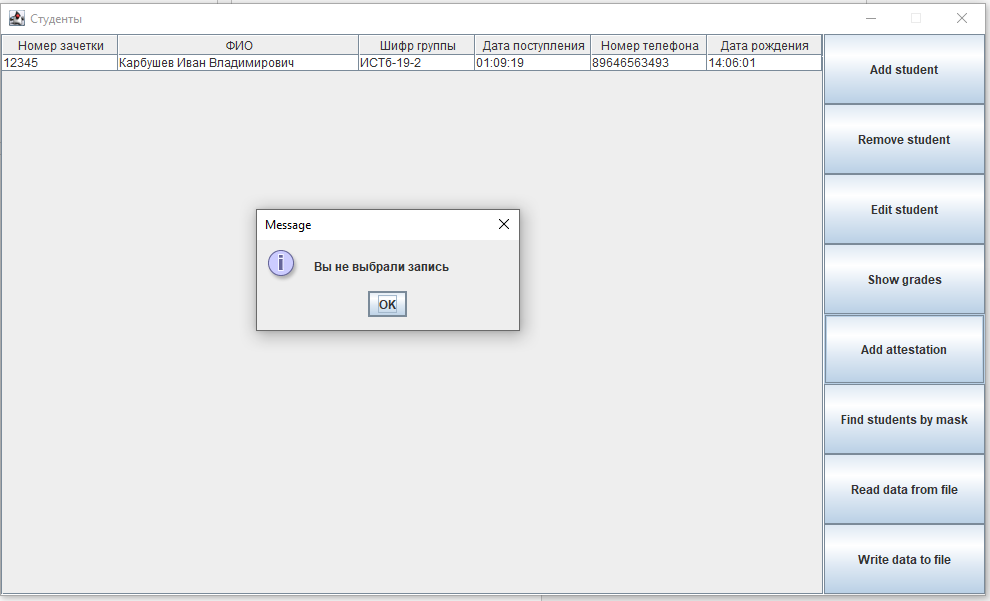 Студенты
Номер зачетки ФИО Шифр группы Дата поступления Номер телефона Дата рождения
12345 Карбушев Иван Владимирович ИСТб-19-2 01:09:19 89646563493 14:06:01
Add student
Remove student
Edit student
Show grades
Add attestation
Find students by mask
Read data from file
Write data to file
Message
i
Вы не выбрали запись
OK